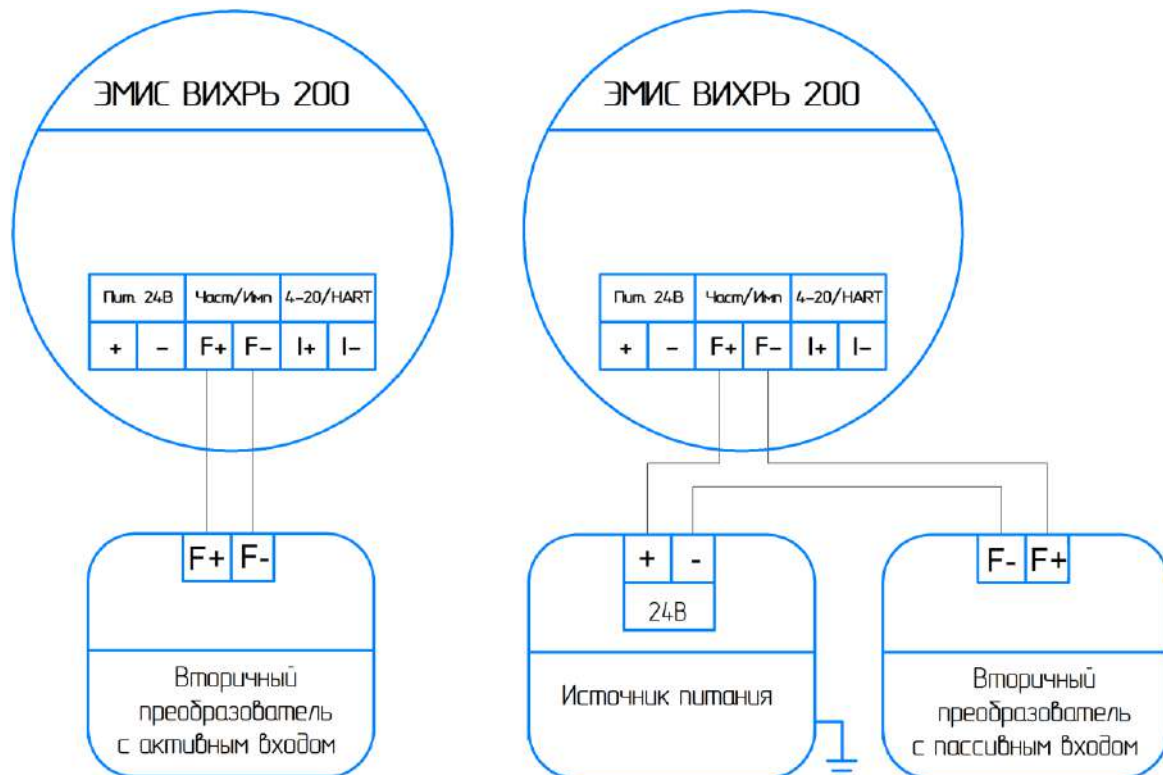 ЭМИС ВИХРЬ 200
Пит. 24В Част/Имп 4-20/HART
+ - F+ F- I+ I-
F+ F-
Вторичный
преобразователь
с активным входом
ЭМИС ВИХРЬ 200
Пит. 24В Част/Имп 4-20/HART
+ - F+ F- I+ I-
+ -
24В
Источник питания
F- F+
Вторичный
преобразователь
с пассивным входом